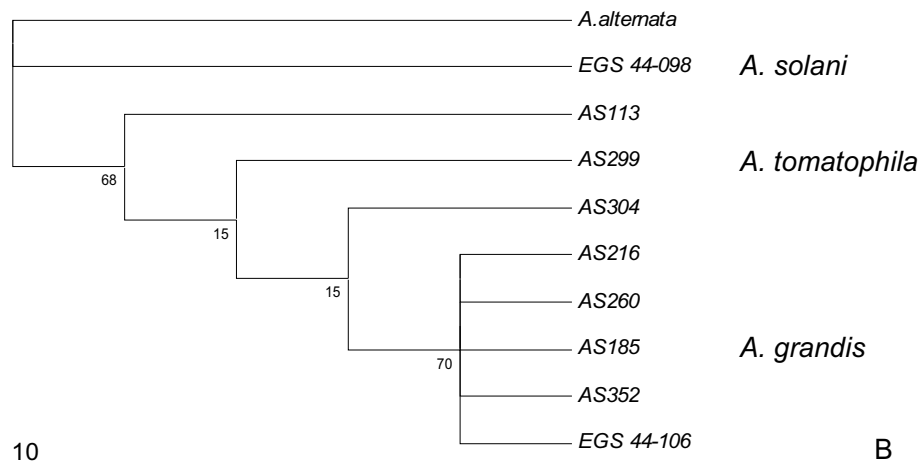 A.alternata
EGS 44-098 A. solani
AS113
68
AS299 A. tomatophila
15
AS304
15
AS216
AS260
AS185 A. grandis
70
AS352
EGS 44-106
10 B